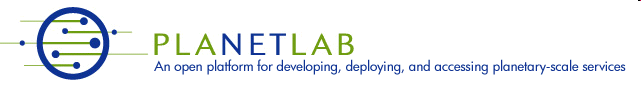 PLANETLAB
An open platform for developing, deploying, and accessing planetary-scale services